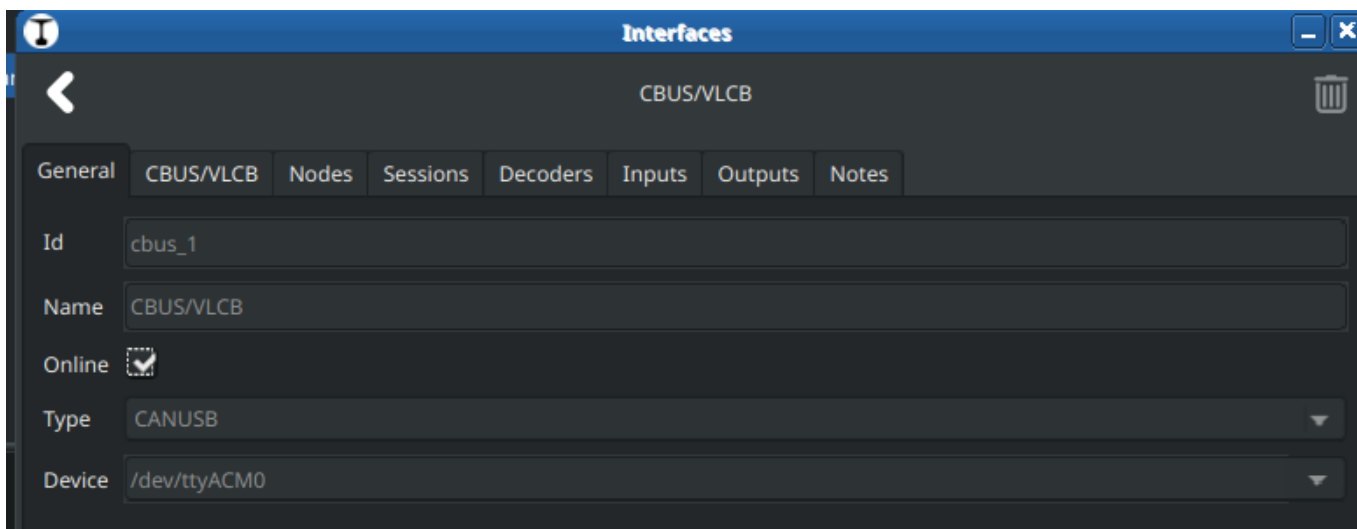 Interfaces
CBUS/VLCB
General CBUS/VLCB Nodes Sessions Decoders Inputs Outputs Notes
Id cbus_1
Name CBUS/VLCB
Online
Type CANUSB
Device /dev/ttyACM0